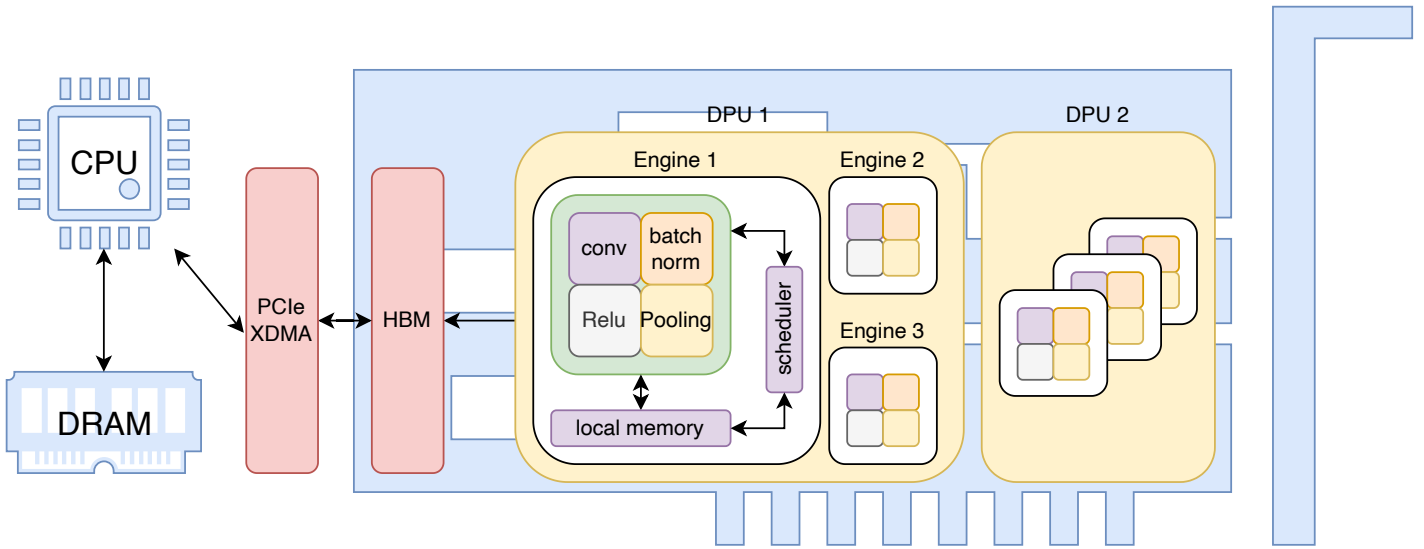 CPU
DRAM
PCIe
XDMA
HBM
DPU 1
Engine 1
conv
batch
norm
Relu
Pooling
scheduler
local memory
Engine 2
Engine 3
DPU 2